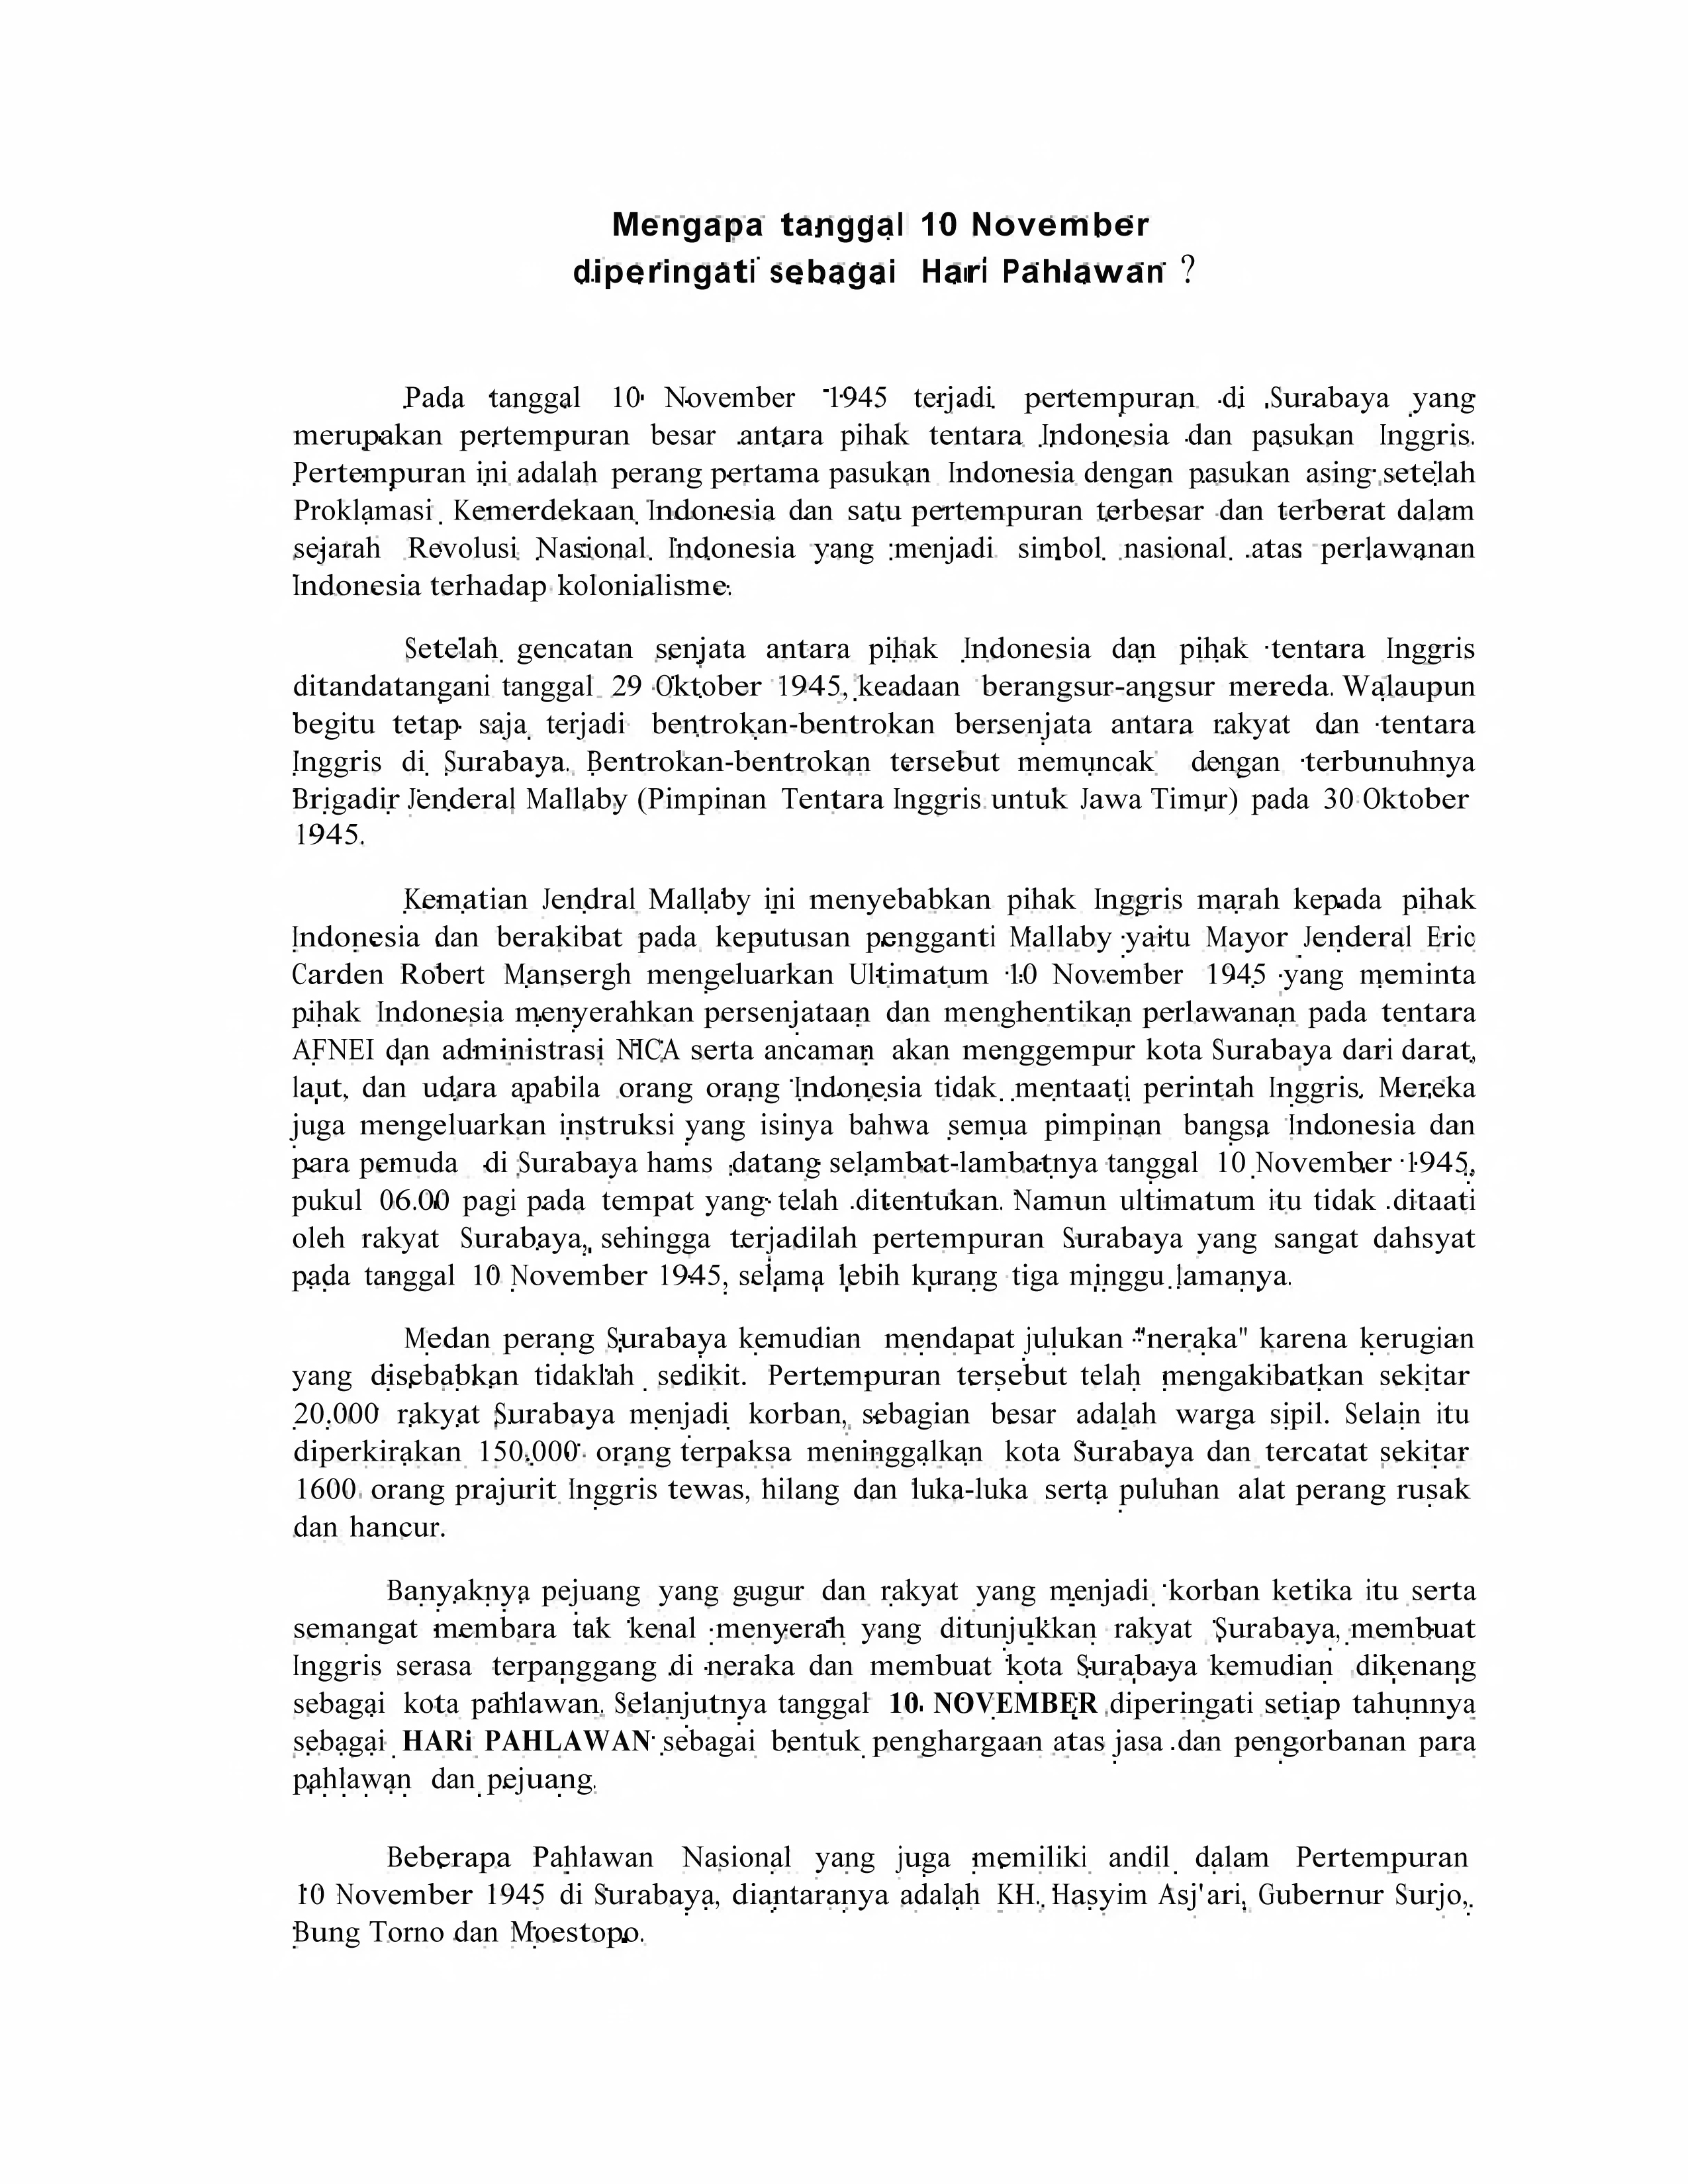 Mengapa tanggal 10 November
diperingati sebagai Hari Pahlawan ?
Pada tanggal 10 November 1945 terjadi pertempuran di Surabaya yang
merupakan pertempuran besar antara pihak tentara Indonesia dan pasukan Inggris.
Pertempuran ini adalah perang pertama pasukan Indonesia dengan pasukan asing setelah
Proklamasi Kemerdekaan Indonesia dan satu pertempuran terbesar dan terberat dalam
sejarah Revolusi Nasional Indonesia yang menjadi simbol nasional atas perlawanan
Indonesia terhadap kolonialisme.
Setelah gencatan senjata antara pihak Indonesia dan pihak tentara Inggris
ditandatangani tanggal 29 Oktober 1945, keadaan berangsur-angsur mereda. Walaupun
begitu tetap saja terjadi bentrokan-bentrokan bersenjata antara rakyat dan tentara
Inggris di Surabaya. Bentrokan-bentrokan tersebut memuncak dengan terbunuhnya
Brigadir Jenderal Mallaby (Pimpinan Tentara Inggris untuk Jawa Timur) pada 30 Oktober
1945.
Kematian Jendral Mallaby ini menyebabkan pihak Inggris marah kepada pihak
Indonesia dan berakibat pada keputusan pengganti Mallaby yaitu Mayor Jenderal Eric
Carden Robert Mansergh mengeluarkan Ultimatum 10 November 1945 yang meminta
pihak Indonesia menyerahkan persenjataan dan menghentikan perlawanan pada tentara
AFNEI dan administrasi NICA serta ancaman akan menggempur kota Surabaya dari darat,
laut, dan udara apabila orang orang Indonesia tidak mentaati perintah Inggris. Mereka
juga mengeluarkan instruksi yang isinya bahwa semua pimpinan bangsa Indonesia dan
para pemuda di Surabaya hams datang selambat-lambatnya tanggal 10 November 1945,
pukul 06.00 pagi pada tempat yang telah ditentukan. Namun ultimatum itu tidak ditaati
oleh rakyat Surabaya, sehingga terjadilah pertempuran Surabaya yang sangat dahsyat
pada tanggal 10 November 1945, selama lebih kurang tiga minggu lamanya.
Medan perang Surabaya kemudian mendapat julukan "neraka" karena kerugian
yang disebabkan tidaklah sedikit. Pertempuran tersebut telah mengakibatkan sekitar
20.000 rakyat Surabaya menjadi korban, sebagian besar adalah warga sipil. Selain itu
diperkirakan 150.000 orang terpaksa meninggalkan kota Surabaya dan tercatat sekitar
1600 orang prajurit Inggris tewas, hilang dan luka-luka serta puluhan alat perang rusak
dan hancur.
Banyaknya pejuang yang gugur dan rakyat yang menjadi korban ketika itu serta
semangat membara tak kenal menyerah yang ditunjukkan rakyat Surabaya, membuat
Inggris serasa terpanggang di neraka dan membuat kota Surabaya kemudian dikenang
sebagai kota pahlawan. Selanjutnya tanggal 10 NOVEMBER diperingati setiap tahunnya
sebagai HARi PAHLAWAN sebagai bentuk penghargaan atas jasa dan pengorbanan para
pahlawan dan pejuang.
Beberapa Pahlawan Nasional yang juga memiliki andil dalam Pertempuran
10 November 1945 di Surabaya, diantaranya adalah KH. Hasyim Asj'ari, Gubernur Surjo,
Bung Torno dan Moestopo.